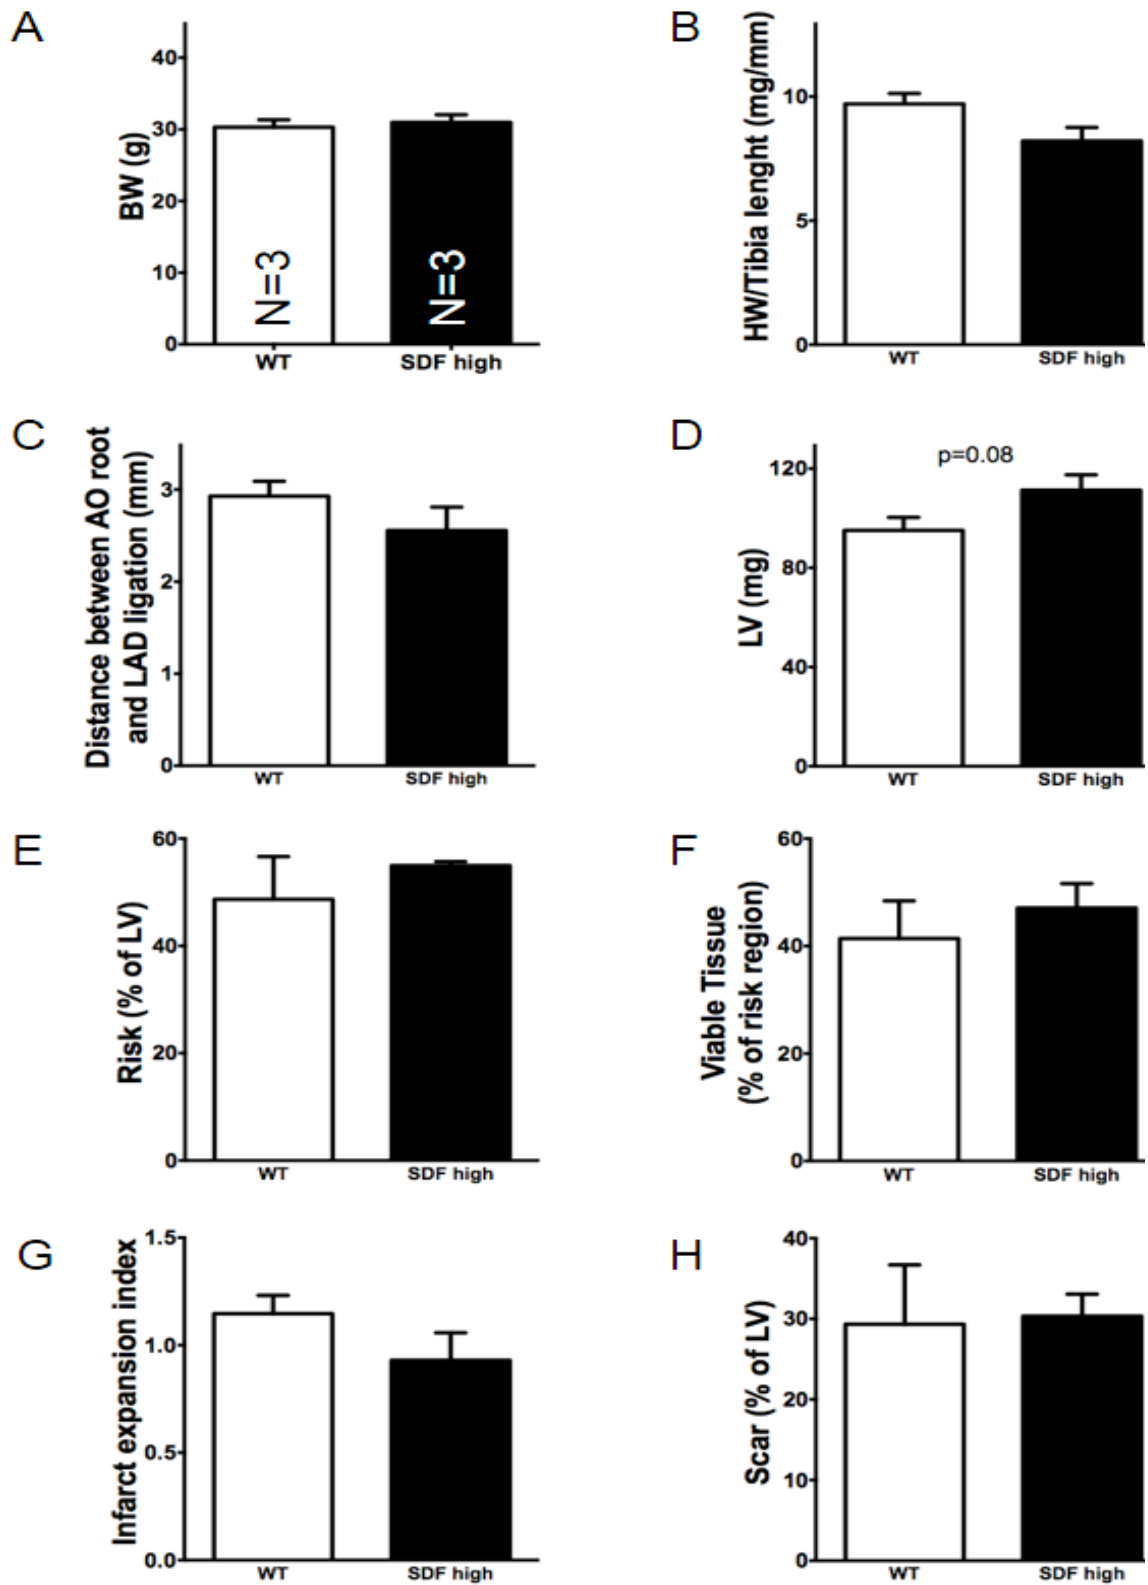 A
BW (g)
40
30
20
10
0
N=3
N=3
WT
SDF high
B
HW/Tibia lenght (mg/mm)
10
5
0
WT
SDF high
C
Distance between AO root
and LAD ligation (mm)
3
2
1
0
WT
SDF high
D
LV (mg)
p=0.08
120
80
40
0
WT
SDF high
E
Risk (% of LV)
60
40
20
0
WT
SDF high
F
Viable Tissue
(% of risk region)
60
40
20
0
WT
SDF high
G
Infarct expansion index
1.5
1.0
0.5
0.0
WT
SDF high
H
Scar (% of LV)
40
30
20
10
0
WT
SDF high